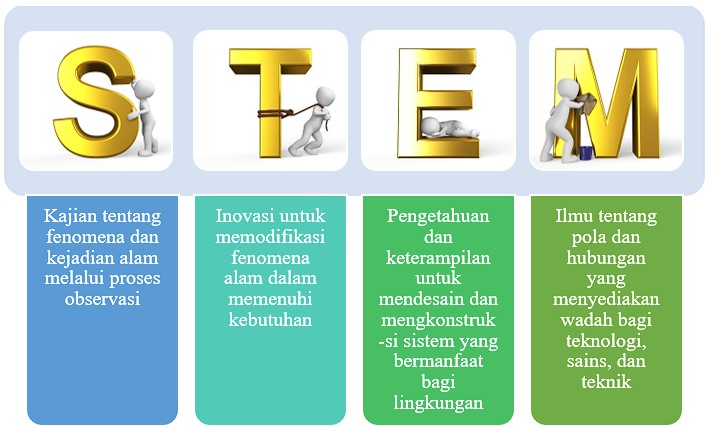 S T E M
Kajian tentang
fenomena dan
kejadian alam
melalui proses
observasi
Inovasi untuk
memodifikasi
fenomena
alam dalam
memenuhi
kebutuhan
Pengetahuan
dan
keterampilan
untuk
mendesain dan
mengkonstruk
-si sistem yang
bermanfaat
bagi
lingkungan
Ilmu tentang
pola dan
hubungan
yang
menyediakan
wadah bagi
teknologi,
sains, dan
teknik